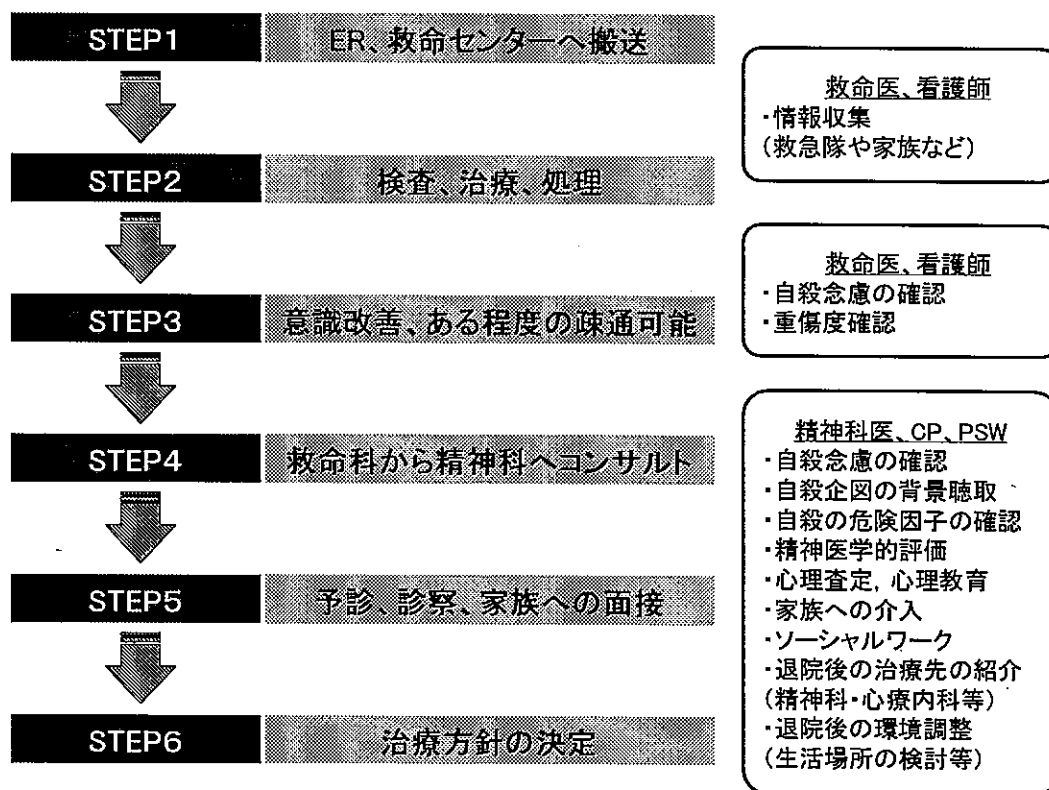 STEP1
ER、救命センターへ搬送
STEP2
検査、治療、処理
STEP3
意識改善、ある程度の疎通可能
STEP4
救命科から精神科へコンサルト
STEP5
予診、診察、家族への面接
STEP6
治療方針の決定
救命医、看護師
・情報収集
(救急隊や家族など)
救命医、看護師
・自殺念慮の確認
・重傷度確認
精神科医、CP、PSW
・自殺念慮の確認
・自殺企図の背景聴取
・自殺の危険因子の確認
・精神医学的評価
・心理査定, 心理教育
・家族への介入
・ソーシャルワーク
・退院後の治療先の紹介
(精神科・心療内科等)
・退院後の環境調整
(生活場所の検討等)